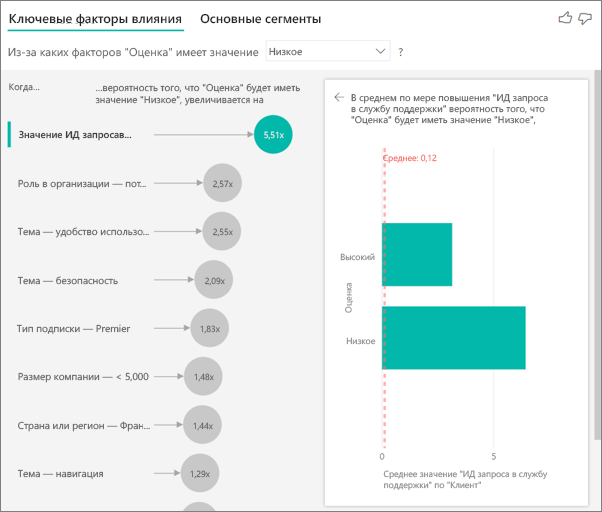 Ключевые факторы влияния
Основные сегменты
Из-за каких факторов "Оценка" имеет значение
Низкое
?
Когда...
...вероятность того, что "Оценка" будет иметь
значение "Низкое", увеличивается на
Значение ИД запросав...
5,51x
Роль в организации — пот...
2,57x
Тема — удобство использо...
2,55x
Тема — безопасность
2,09x
Тип подписки — Premier
1,83x
Размер компании — < 5,000
1,48x
Страна или регион — Фран...
1,44x
Тема — навигация
1,29x
В среднем по мере повышения "ИД запроса
в службу поддержки" вероятность того, что
"Оценка" будет иметь значение "Низкое",
Среднее: 0,12
Высокий
Оценка
Низкое
0
5
Среднее значение "ИД запроса в службу
поддержки" по "Клиент"